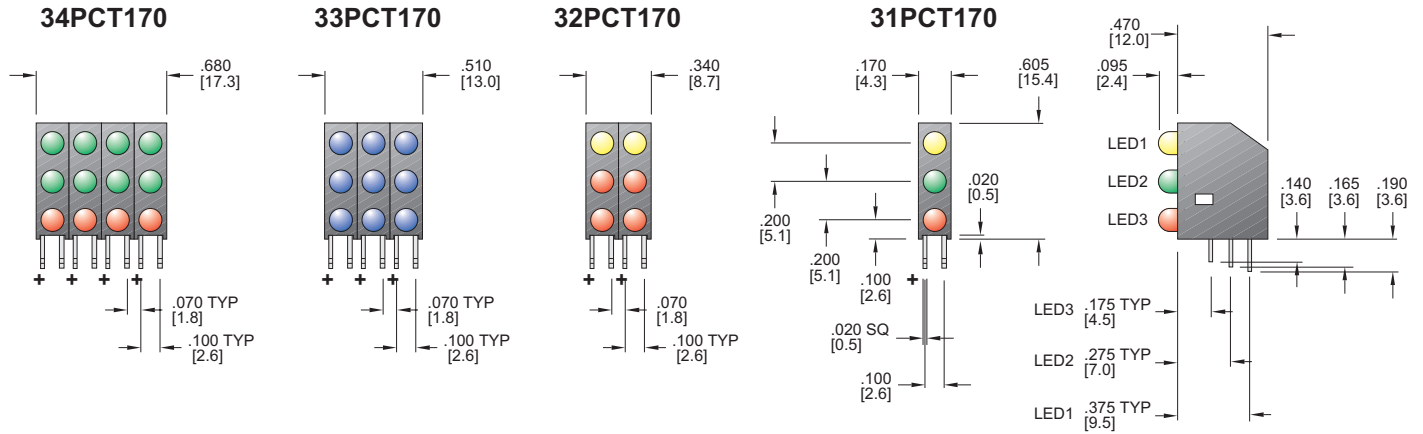 34PCT170
33PCT170
32PCT170
31PCT170
.680
[17.3]
.510
[13.0]
.340
[8.7]
.170
[4.3]
.605
[15.4]
.470
[12.0]
.095
[2.4]
LED1
LED2
LED3
.020
[0.5]
.140
[3.6]
.165
[3.6]
.190
[3.6]
.200
[5.1]
.200
[5.1]
.100
[2.6]
+ + + +
+ + +
+ +
+
.070 TYP
[1.8]
.100 TYP
[2.6]
.070 TYP
[1.8]
.100 TYP
[2.6]
.070
[1.8]
.100 TYP
[2.6]
.020 SQ
[0.5]
.100
[2.6]
LED3 .175 TYP
[4.5]
LED2 .275 TYP
[7.0]
LED1 .375 TYP
[9.5]